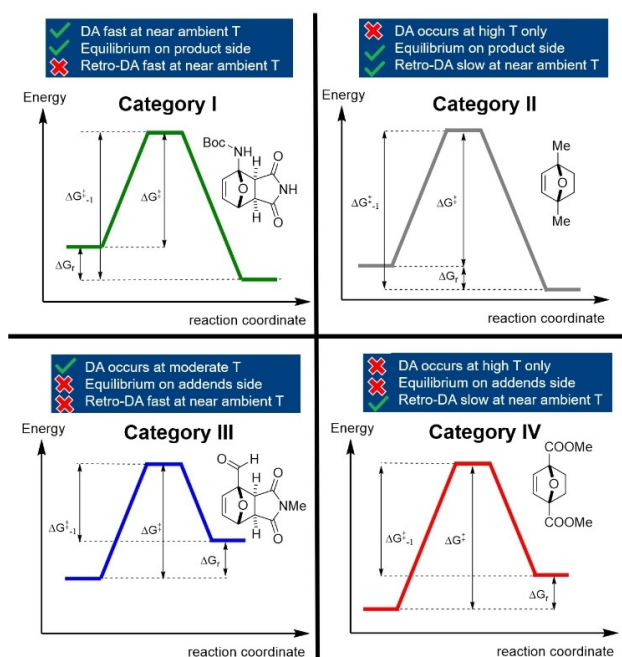 DA fast at near ambient T
Equilibrium on product side
Retro-DA fast at near ambient T
Energy
Category I
Boc
NH
H
O
O
NH
H
O
ΔG‡-1
ΔG‡
ΔGr
reaction coordinate
DA occurs at high T only
Equilibrium on product side
Retro-DA slow at near ambient T
Energy
Category II
Me
O
Me
ΔG‡-1
ΔG‡
ΔGr
reaction coordinate
DA occurs at moderate T
Equilibrium on addends side
Retro-DA fast at near ambient T
Energy
Category III
O
H
H
O
O
NMe
H
O
ΔG‡-1
ΔG‡
ΔGr
reaction coordinate
DA occurs at high T only
Equilibrium on addends side
Retro-DA slow at near ambient T
Energy
Category IV
COOMe
O
COOMe
ΔG‡-1
ΔG‡
ΔGr
reaction coordinate